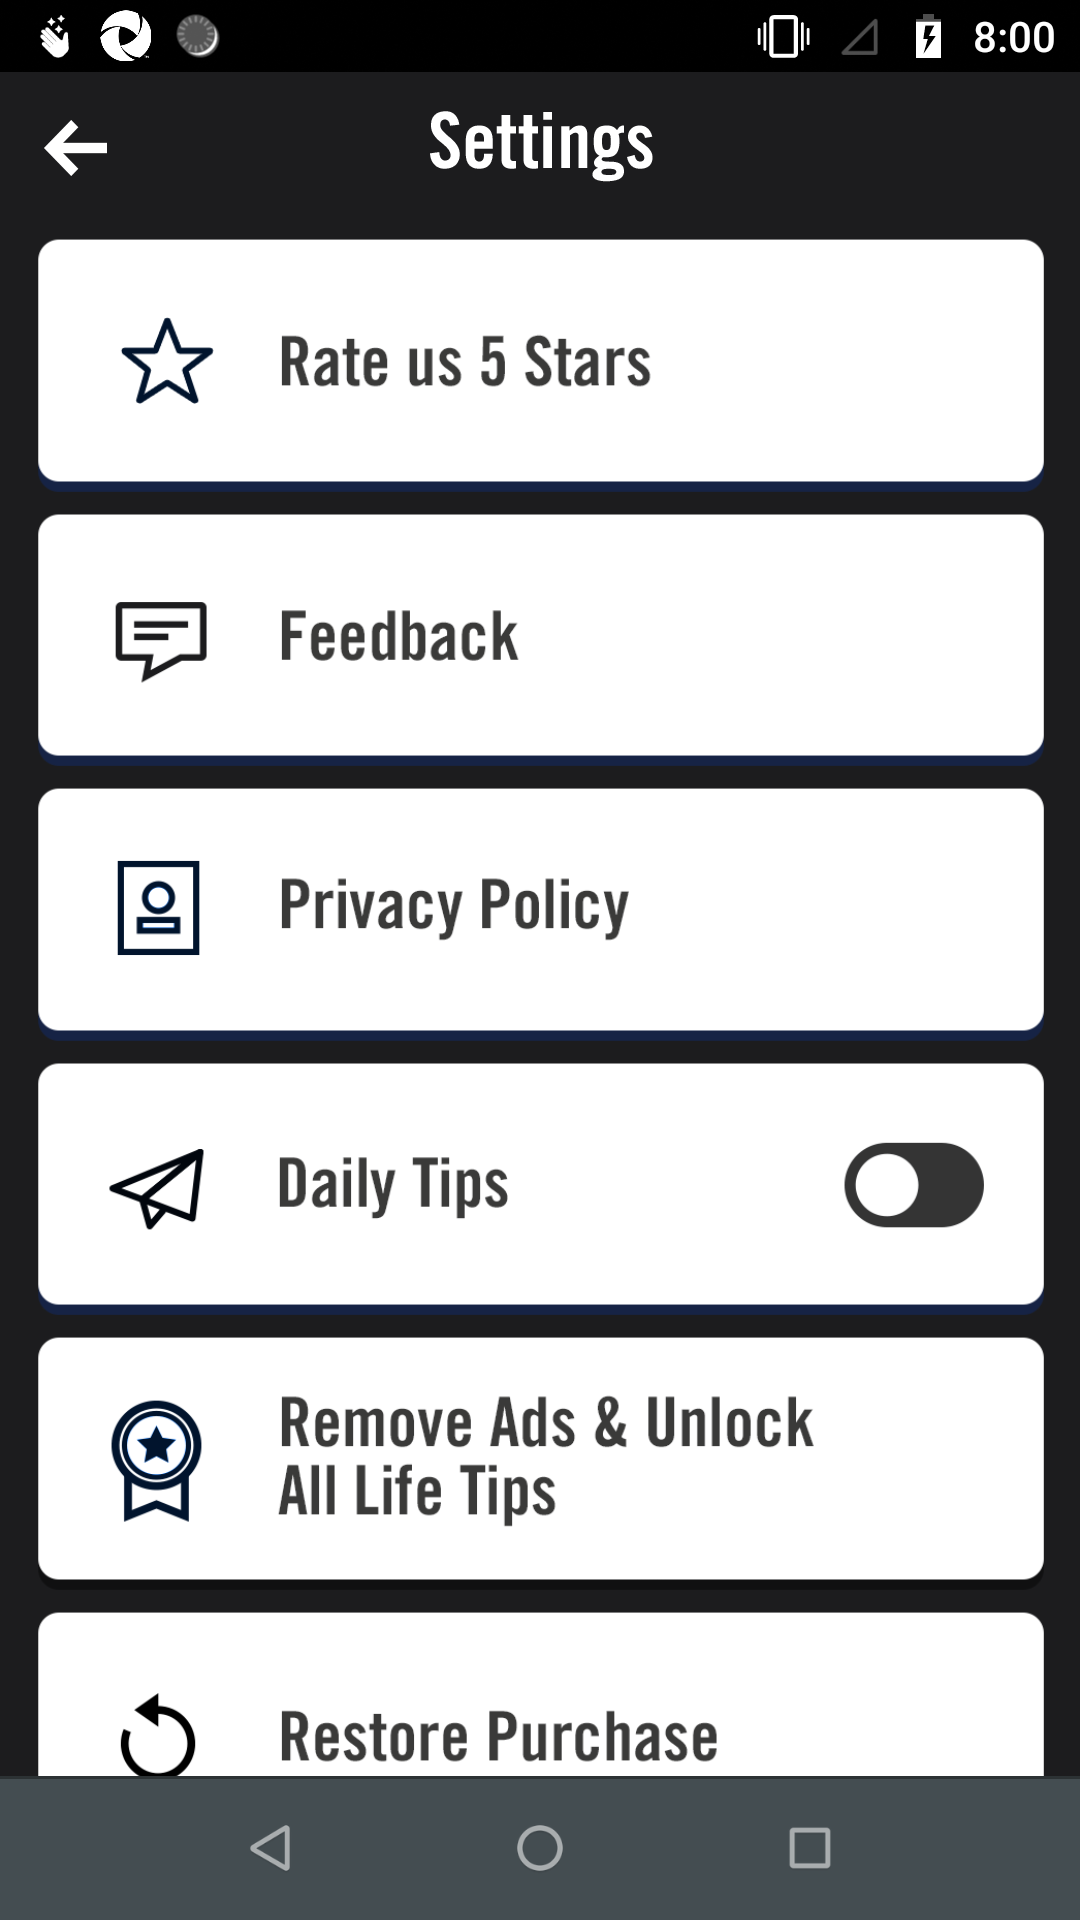 8:00
Settings
Rate us 5 Stars
Feedback
Privacy Policy
Daily Tips
Remove Ads & Unlock
All Life Tips
Restore Purchase